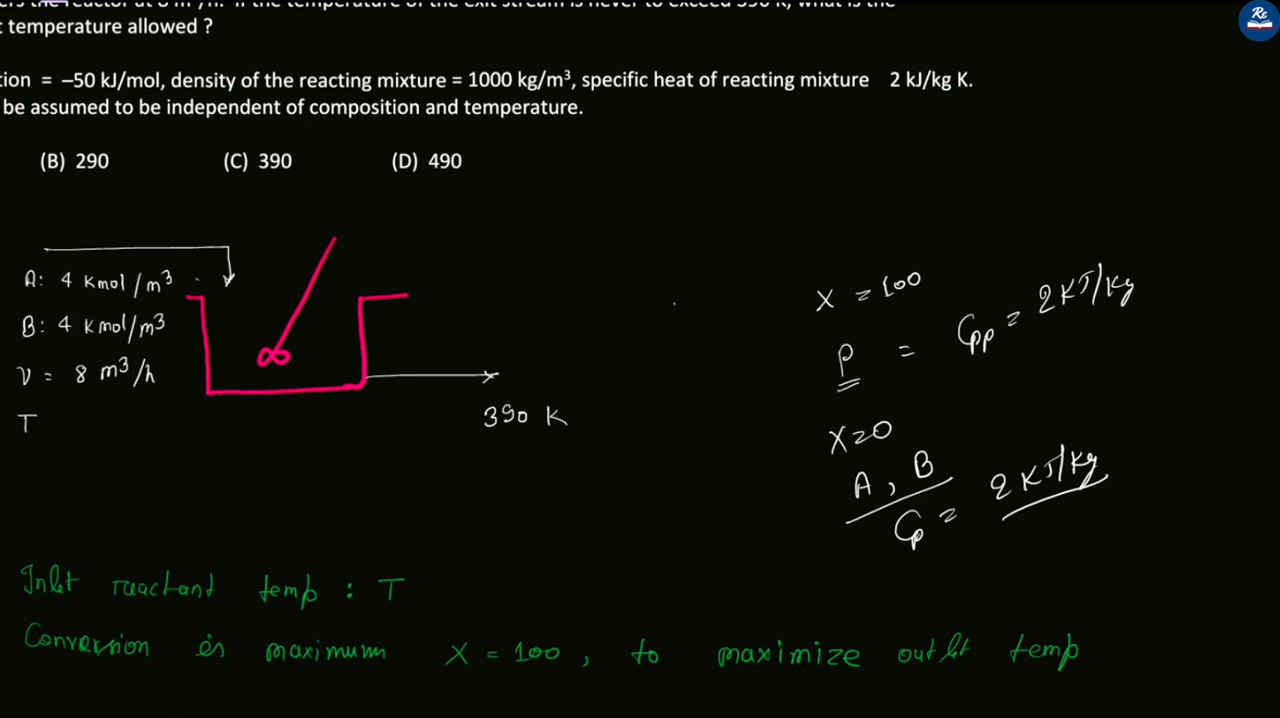 temperature allowed ?
tion = –50 kJ/mol, density of the reacting mixture = 1000 kg/m³, specific heat of reacting mixture 2 kJ/kg K.
be assumed to be independent of composition and temperature.
(B) 290 (C) 390 (D) 490
A: 4 Kmol/m³
B: 4 Kmol/m³
ν = 8 m³/h
T
390 K
X = 100
P = Cpp = 2KJ/Kg
X=0
A, B
Cp = 2 KJ/Kg
Inlet reactant temp : T
Conversion is maximum X = 100, to maximize outlet temp
Re